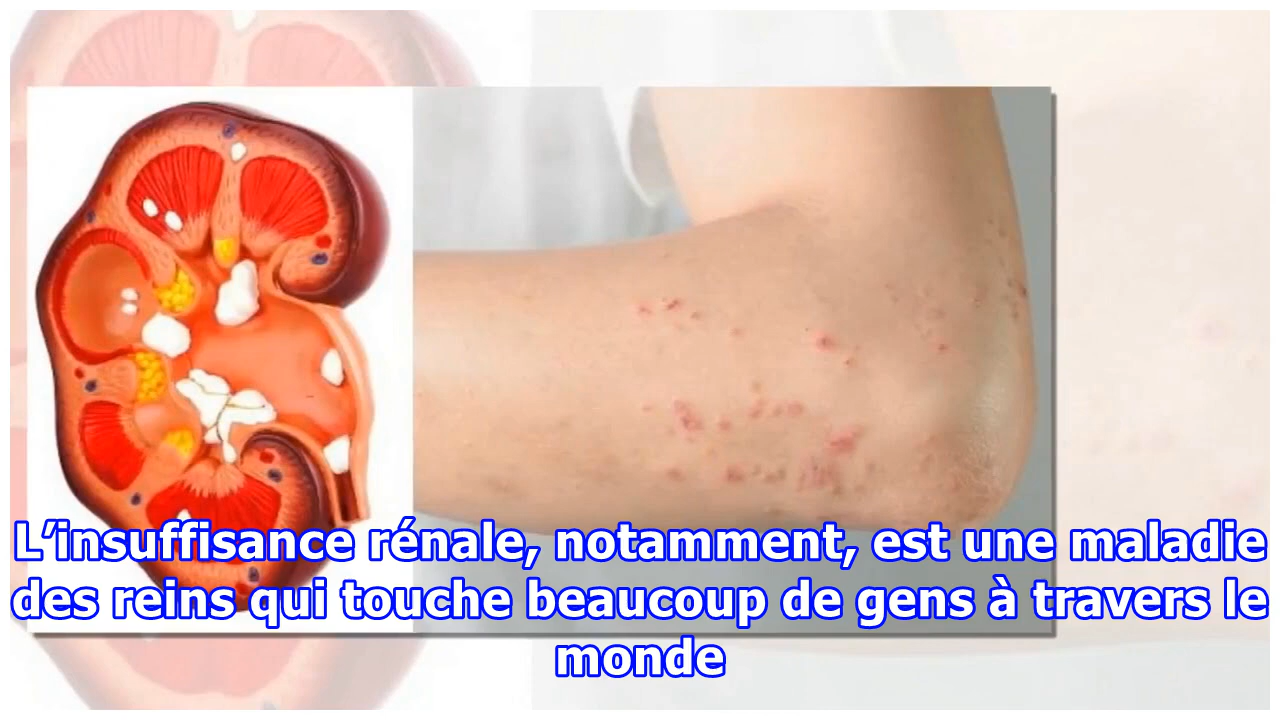 L’insuffisance rénale, notamment, est une maladie
des reins qui touche beaucoup de gens à travers le
monde